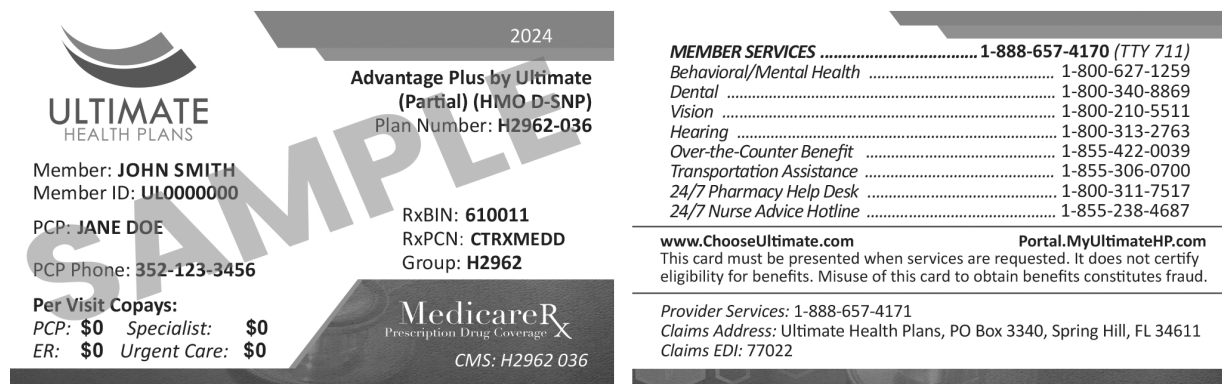 2024
ULTIMATE
HEALTH PLANS
Advantage Plus by Ultimate
(Partial) (HMO D-SNP)
Plan Number: H2962-036
SAMPLE
Member: JOHN SMITH
Member ID: UL0000000
PCP: JANE DOE
PCP Phone: 352-123-3456
RxBIN: 610011
RxPCN: CTRXMEDD
Group: H2962
Per Visit Copays:
PCP: $0 Specialist: $0
ER: $0 Urgent Care: $0
MedicareRx
Prescription Drug Coverage
CMS: H2962 036
MEMBER SERVICES ................................ 1-888-657-4170 (TTY 711)
Behavioral/Mental Health ...................................... 1-800-627-1259
Dental .................................................................. 1-800-340-8869
Vision ................................................................... 1-800-210-5511
Hearing ................................................................ 1-800-313-2763
Over-the-Counter Benefit ....................................... 1-855-422-0039
Transportation Assistance ...................................... 1-855-306-0700
24/7 Pharmacy Help Desk ...................................... 1-800-311-7517
24/7 Nurse Advice Hotline ...................................... 1-855-238-4687
www.ChooseUltimate.com Portal.MyUltimateHP.com
This card must be presented when services are requested. It does not certify
eligibility for benefits. Misuse of this card to obtain benefits constitutes fraud.
Provider Services: 1-888-657-4171
Claims Address: Ultimate Health Plans, PO Box 3340, Spring Hill, FL 34611
Claims EDI: 77022